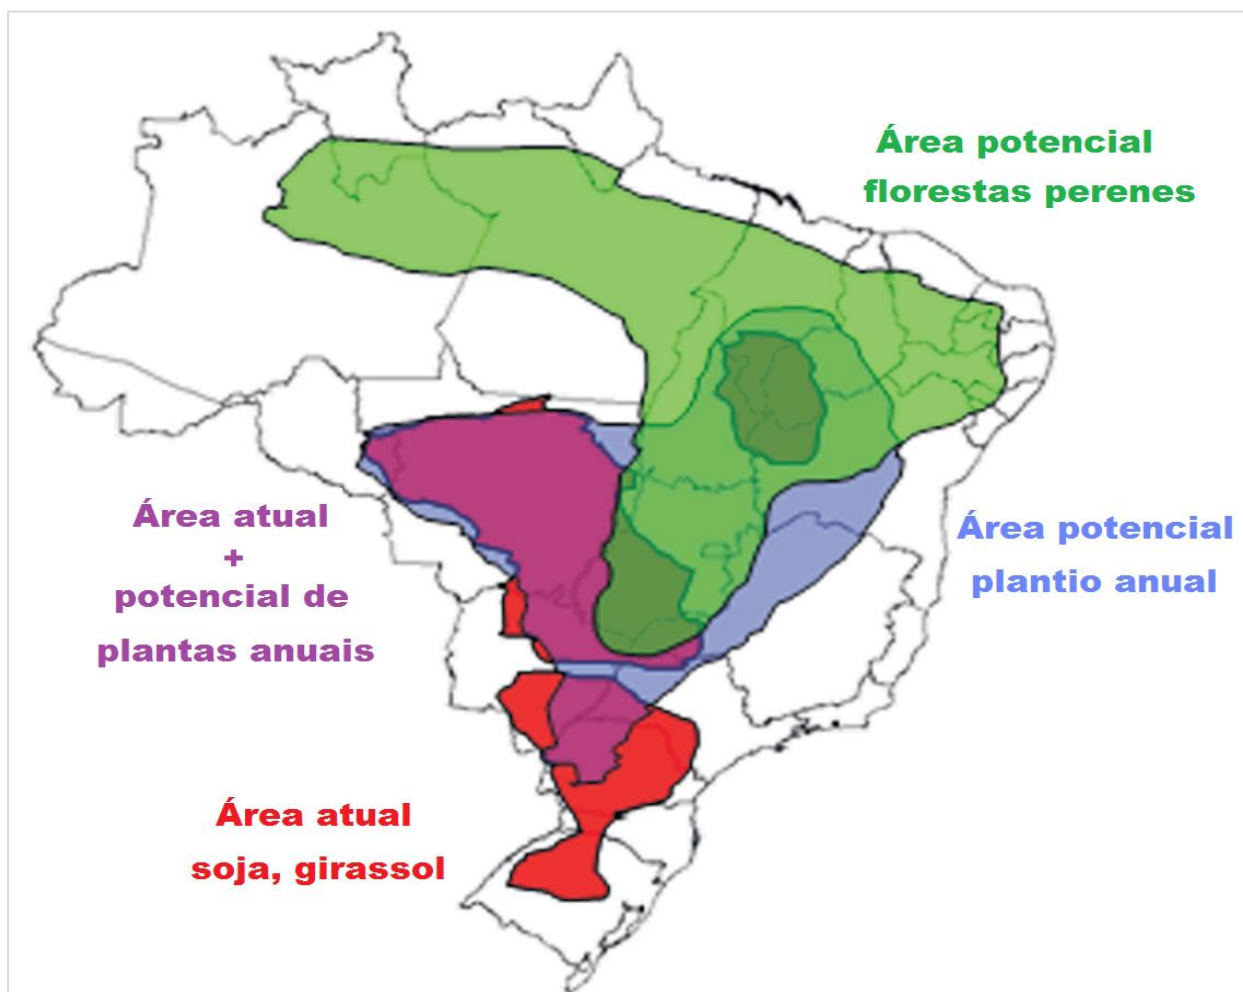 Área potencial
florestas perenes
Área atual
+
potencial de
plantas anuais
Área potencial
plantio anual
Área atual
soja, girassol